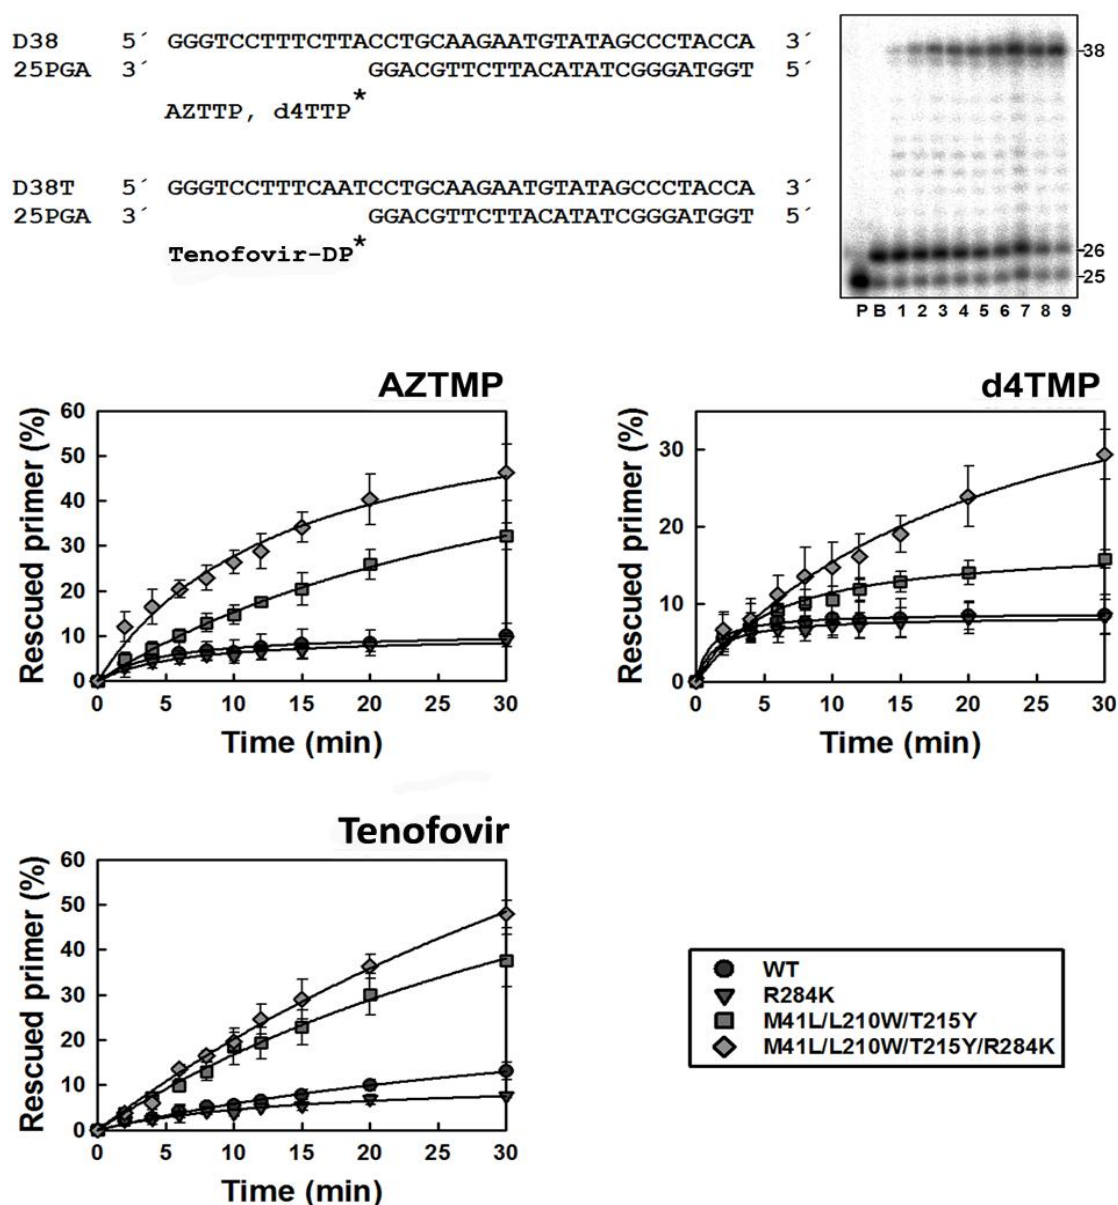 D38 5´ GGGTCCTTTCTTACCTGCAAGAATGTATAGCCCTACCA 3´
25PGA 3´ GGACGTTCTTACATATCGGGATGGT 5´
AZTTP, d4TTP*
D38T 5´ GGGTCCTTTCAATCCTGCAAGAATGTATAGCCCTACCA 3´
25PGA 3´ GGACGTTCTTACATATCGGGATGGT 5´
Tenofovir-DP*
38
26
25
P B 1 2 3 4 5 6 7 8 9
AZTMP
Rescued primer (%)
60
50
40
30
20
10
0
0 5 10 15 20 25 30
Time (min)
d4TMP
Rescued primer (%)
30
20
10
0
0 5 10 15 20 25 30
Time (min)
Tenofovir
Rescued primer (%)
60
50
40
30
20
10
0
0 5 10 15 20 25 30
Time (min)
WT
R284K
M41L/L210W/T215Y
M41L/L210W/T215Y/R284K